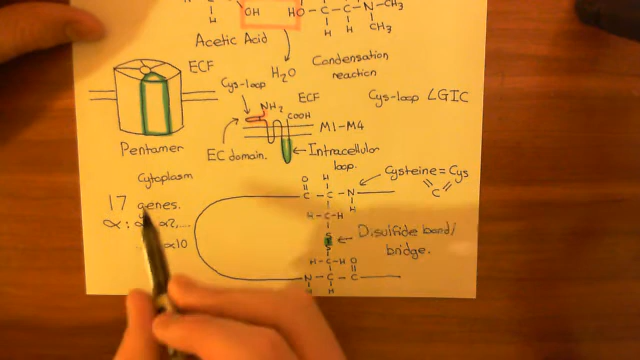 OH HO-C-C-N-CH₃
H H CH₃
Acetic Acid
H₂O
Condensation
reaction
ECF
Cys-loop
NH₂
ECF
COOH
Cys-loop LGIC
M1-M4
EC domain.
Intracellular
loop.
Pentamer
Cytoplasm
17 genes.
α: α2,...
α10
O H
C-C-N
H
Cysteine = Cys
C
H-C-H
S
S
Disulfide bond/
bridge.
H-C-H O
N-C-C
H H